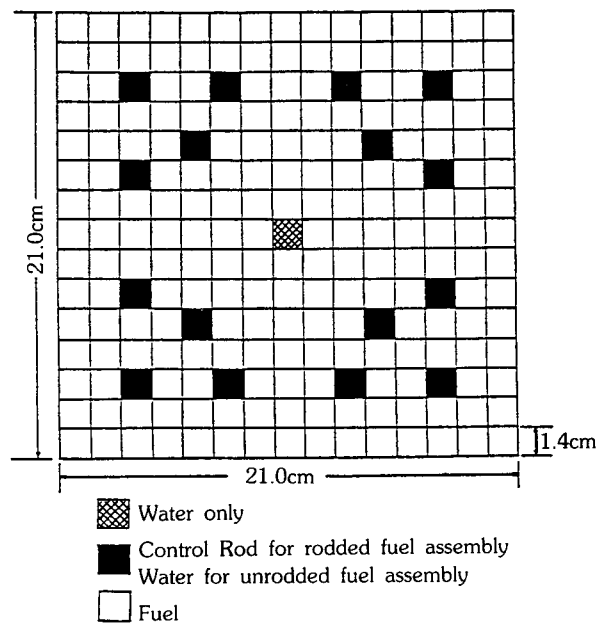 21.0cm
1.4cm
21.0cm
Water only
Control Rod for rodded fuel assembly
Water for unrodded fuel assembly
Fuel